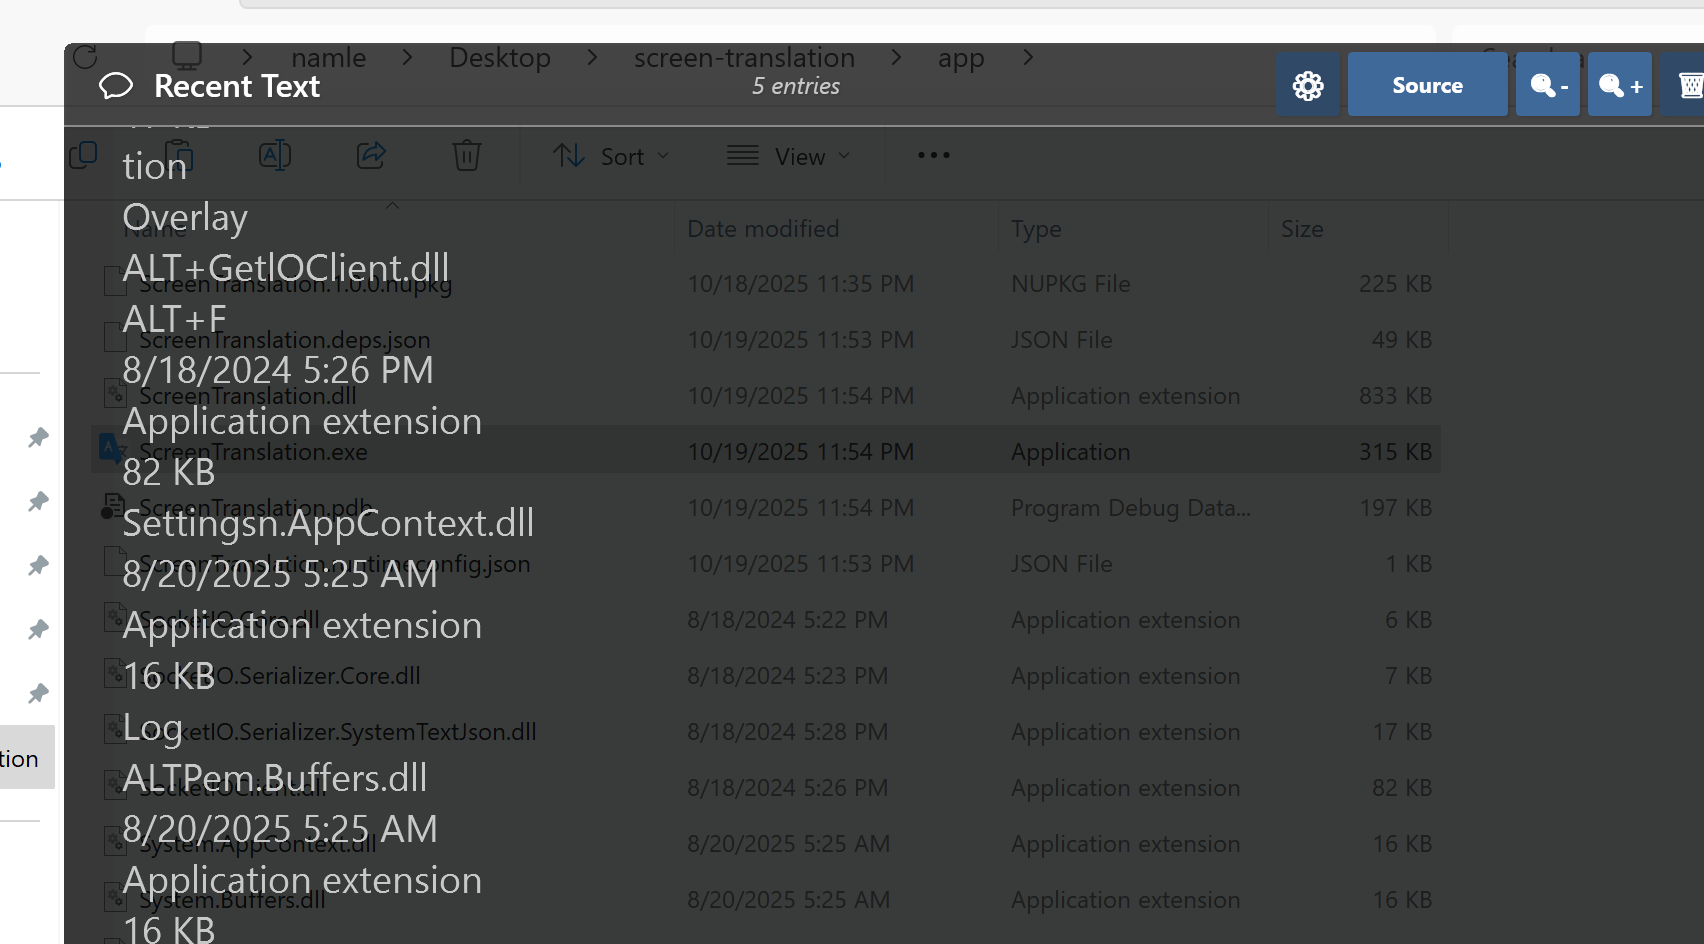 namle > Desktop > screen-translation > app >
Recent Text
5 entries
Source
-
+
tion
Sort
View
Overlay
Name
Date modified
Type
Size
ALT+GetlOClient.dll
ScreenTranslation.1.0.0.nupkg
10/18/2025 11:35 PM
NUPKG File
225 KB
ALT+F
ScreenTranslation.deps.json
10/19/2025 11:53 PM
JSON File
49 KB
8/18/2024 5:26 PM
ScreenTranslation.dll
10/19/2025 11:54 PM
Application extension
833 KB
Application extension
ScreenTranslation.exe
10/19/2025 11:54 PM
Application
315 KB
82 KB
ScreenTranslation.pdb
10/19/2025 11:54 PM
Program Debug Data...
197 KB
Settingsn.AppContext.dll
ScreenTranslation.runtimeconfig.json
10/19/2025 11:53 PM
JSON File
1 KB
8/20/2025 5:25 AM
SocketIO.Core.dll
8/18/2024 5:22 PM
Application extension
6 KB
Application extension
SocketIO.Serializer.Core.dll
8/18/2024 5:23 PM
Application extension
7 KB
16 KB
SocketIO.Serializer.SystemTextJson.dll
8/18/2024 5:28 PM
Application extension
17 KB
Log
tion
SocketIOClient.dll
8/18/2024 5:26 PM
Application extension
82 KB
ALTPem.Buffers.dll
System.AppContext.dll
8/20/2025 5:25 AM
Application extension
16 KB
8/20/2025 5:25 AM
System.Buffers.dll
8/20/2025 5:25 AM
Application extension
16 KB
Application extension
16 KB